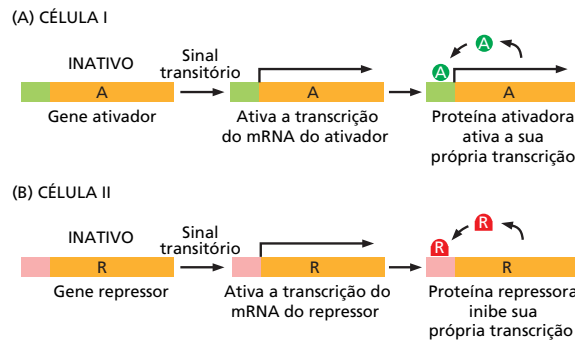 (A) CÉLULA I
INATIVO
A
Gene ativador
Sinal
transitório
A
Ativa a transcrição
do mRNA do ativador
A
A
A
Proteína ativadora
ativa a sua
própria transcrição
(B) CÉLULA II
INATIVO
R
Gene repressor
Sinal
transitório
R
Ativa a transcrição do
mRNA do repressor
R
R
R
Proteína repressora
inibe sua
própria transcrição